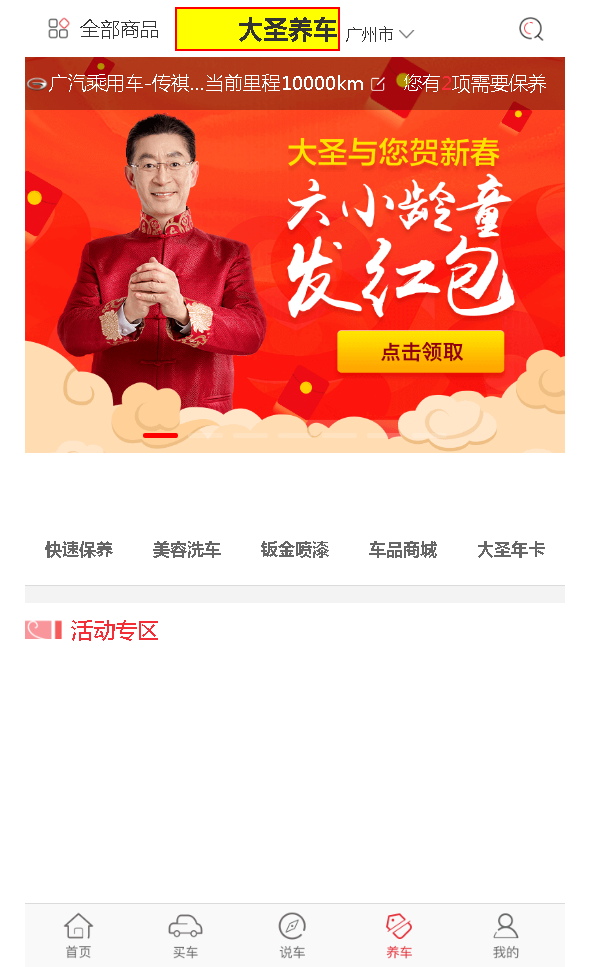 全部商品 大圣养车 广州市
广汽乘用车-传祺...当前里程10000km 您有2项需要保养
大圣与您贺新春
六小龄童
发红包
点击领取
快速保养 美容洗车 钣金喷漆 车品商城 大圣年卡
活动专区
首页 买车 说车 养车 我的